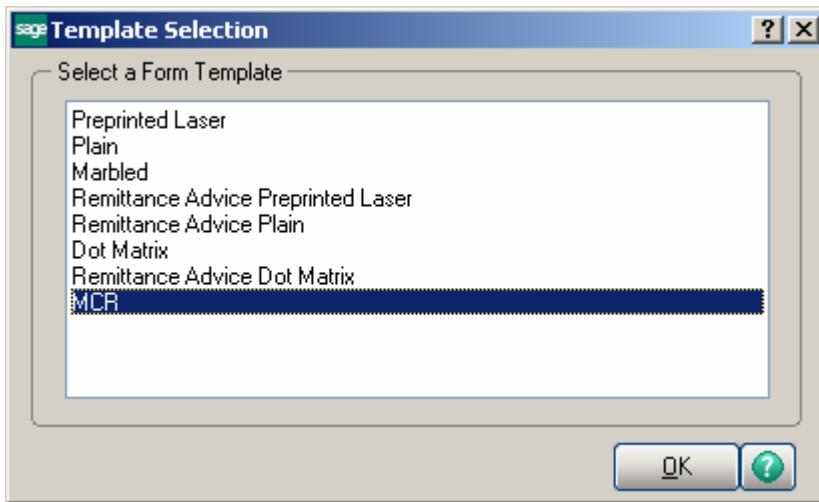 sage Template Selection
Select a Form Template
Preprinted Laser
Plain
Marbled
Remittance Advice Preprinted Laser
Remittance Advice Plain
Dot Matrix
Remittance Advice Dot Matrix
MCR
OK